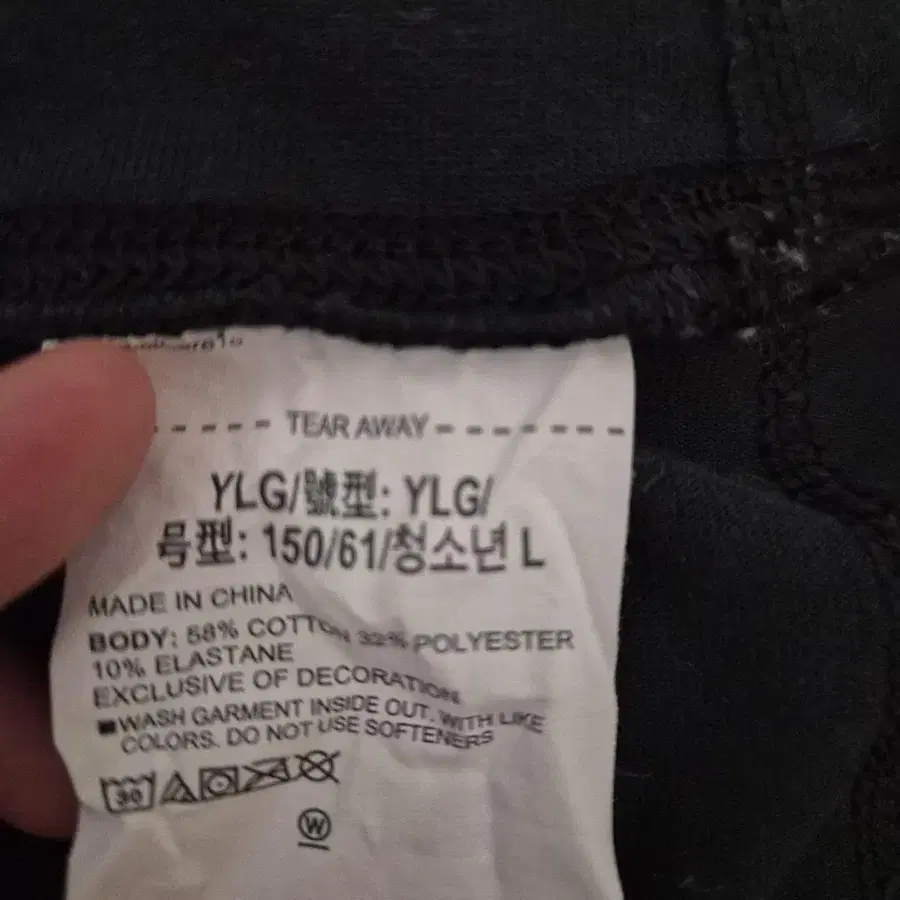 TEAR AWAY
YLG/號型: YLG/
号型: 150/61/청소년 L
MADE IN CHINA
BODY: 58% COTTON 32% POLYESTER
10% ELASTANE
EXCLUSIVE OF DECORATION
WASH GARMENT INSIDE OUT. WITH LIKE
COLORS. DO NOT USE SOFTENERS
30
W